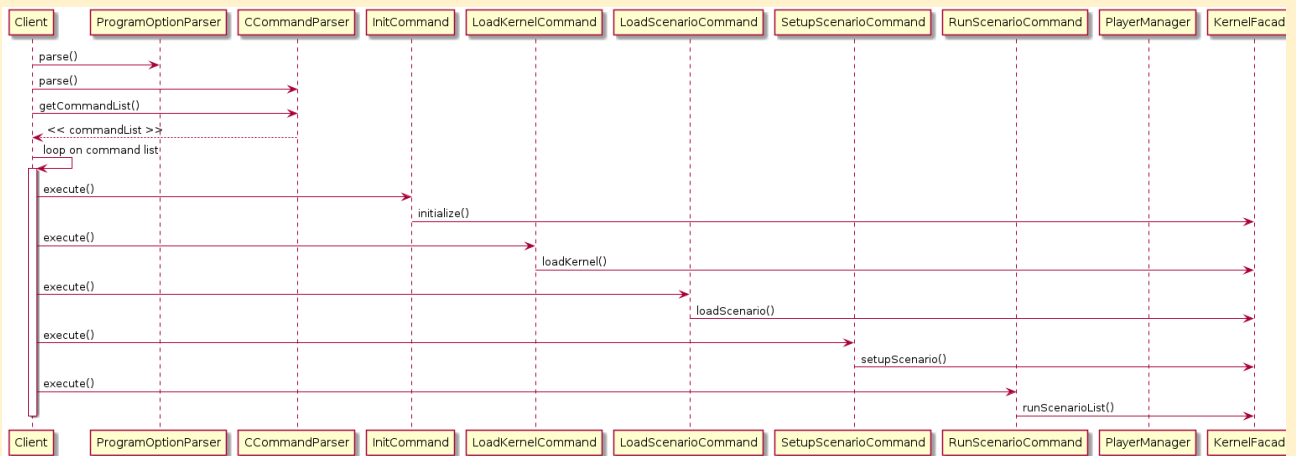 Client ProgramOptionParser CCommandParser InitCommand LoadKernelCommand LoadScenarioCommand SetupScenarioCommand RunScenarioCommand PlayerManager KernelFacad
parse()
parse()
getCommandList()
<< commandList >>
loop on command list
execute()
initialize()
execute()
loadKernel()
execute()
loadScenario()
execute()
setupScenario()
execute()
runScenarioList()
Client ProgramOptionParser CCommandParser InitCommand LoadKernelCommand LoadScenarioCommand SetupScenarioCommand RunScenarioCommand PlayerManager KernelFacad